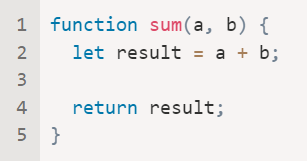 1 function sum(a, b) {
2   let result = a + b;
3
4   return result;
5 }